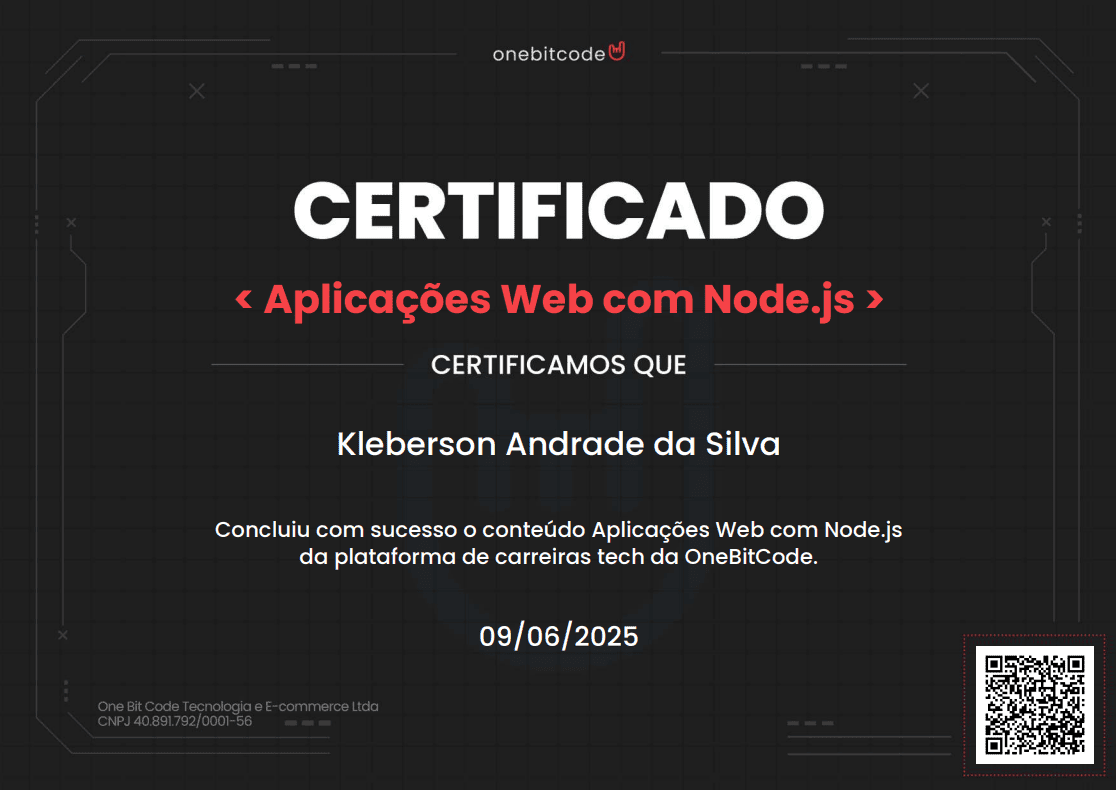 onebitcode
CERTIFICADO
< Aplicações Web com Node.js >
CERTIFICAMOS QUE
Kleberson Andrade da Silva
Concluiu com sucesso o conteúdo Aplicações Web com Node.js
da plataforma de carreiras tech da OneBitCode.
09/06/2025
One Bit Code Tecnologia e E-commerce Ltda
CNPJ 40.891.792/0001-56